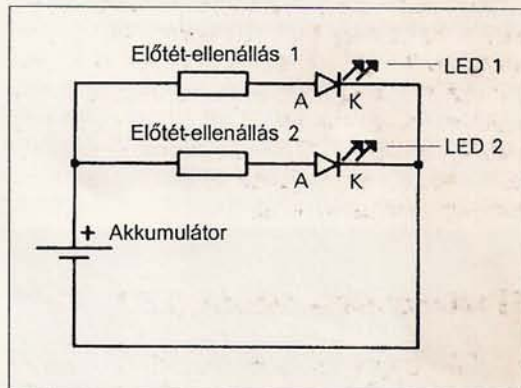 Előtét-ellenállás 1
LED 1
A K
Előtét-ellenállás 2
LED 2
A K
+ Akkumulátor